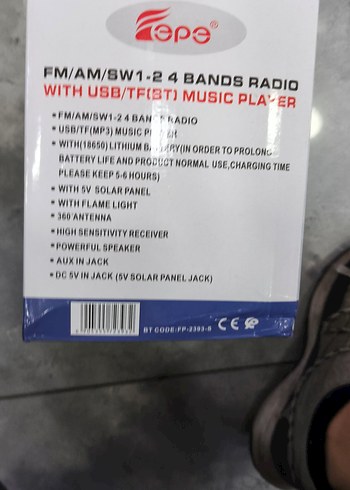 Fepe®
FM/AM/SW1-2 4 BANDS RADIO
WITH USB/TF(BT) MUSIC PLAYER
•FM/AM/SW1-2 4 BANDS RADIO
•USB/TF(MP3) MUSIC PLAYER
•WITH(18650) LITHIUM BATTERY(IN ORDER TO PROLONG
BATTERY LIFE AND PRODUCT NORMAL USE,CHARGING TIME
PLEASE KEEP 5-6 HOURS)
•WITH 5V SOLAR PANEL
•WITH FLAME LIGHT
•360°ANTENNA
•HIGH SENSITIVITY RECEIVER
•POWERFUL SPEAKER
•AUX IN JACK
•DC 5V IN JACK (5V SOLAR PANEL JACK)
BT CODE:FP-2393-S CE